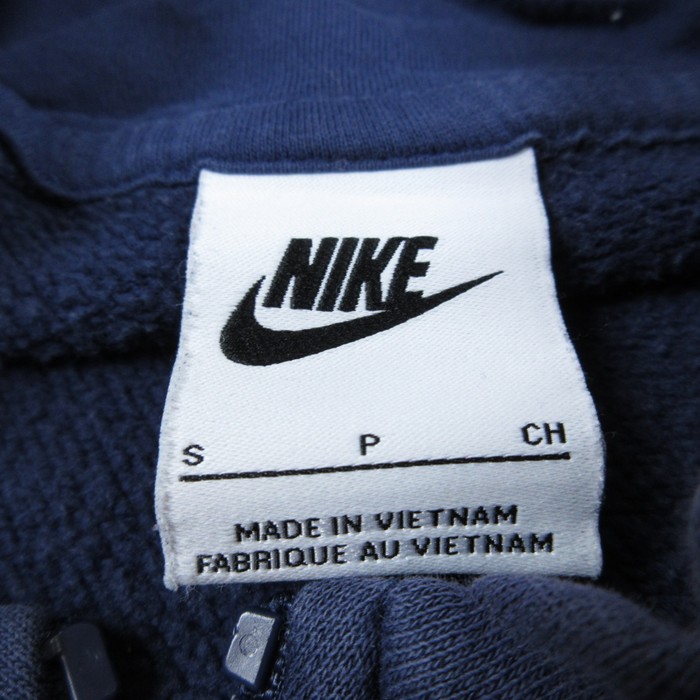 NIKE
S P CH
MADE IN VIETNAM
FABRIQUE AU VIETNAM